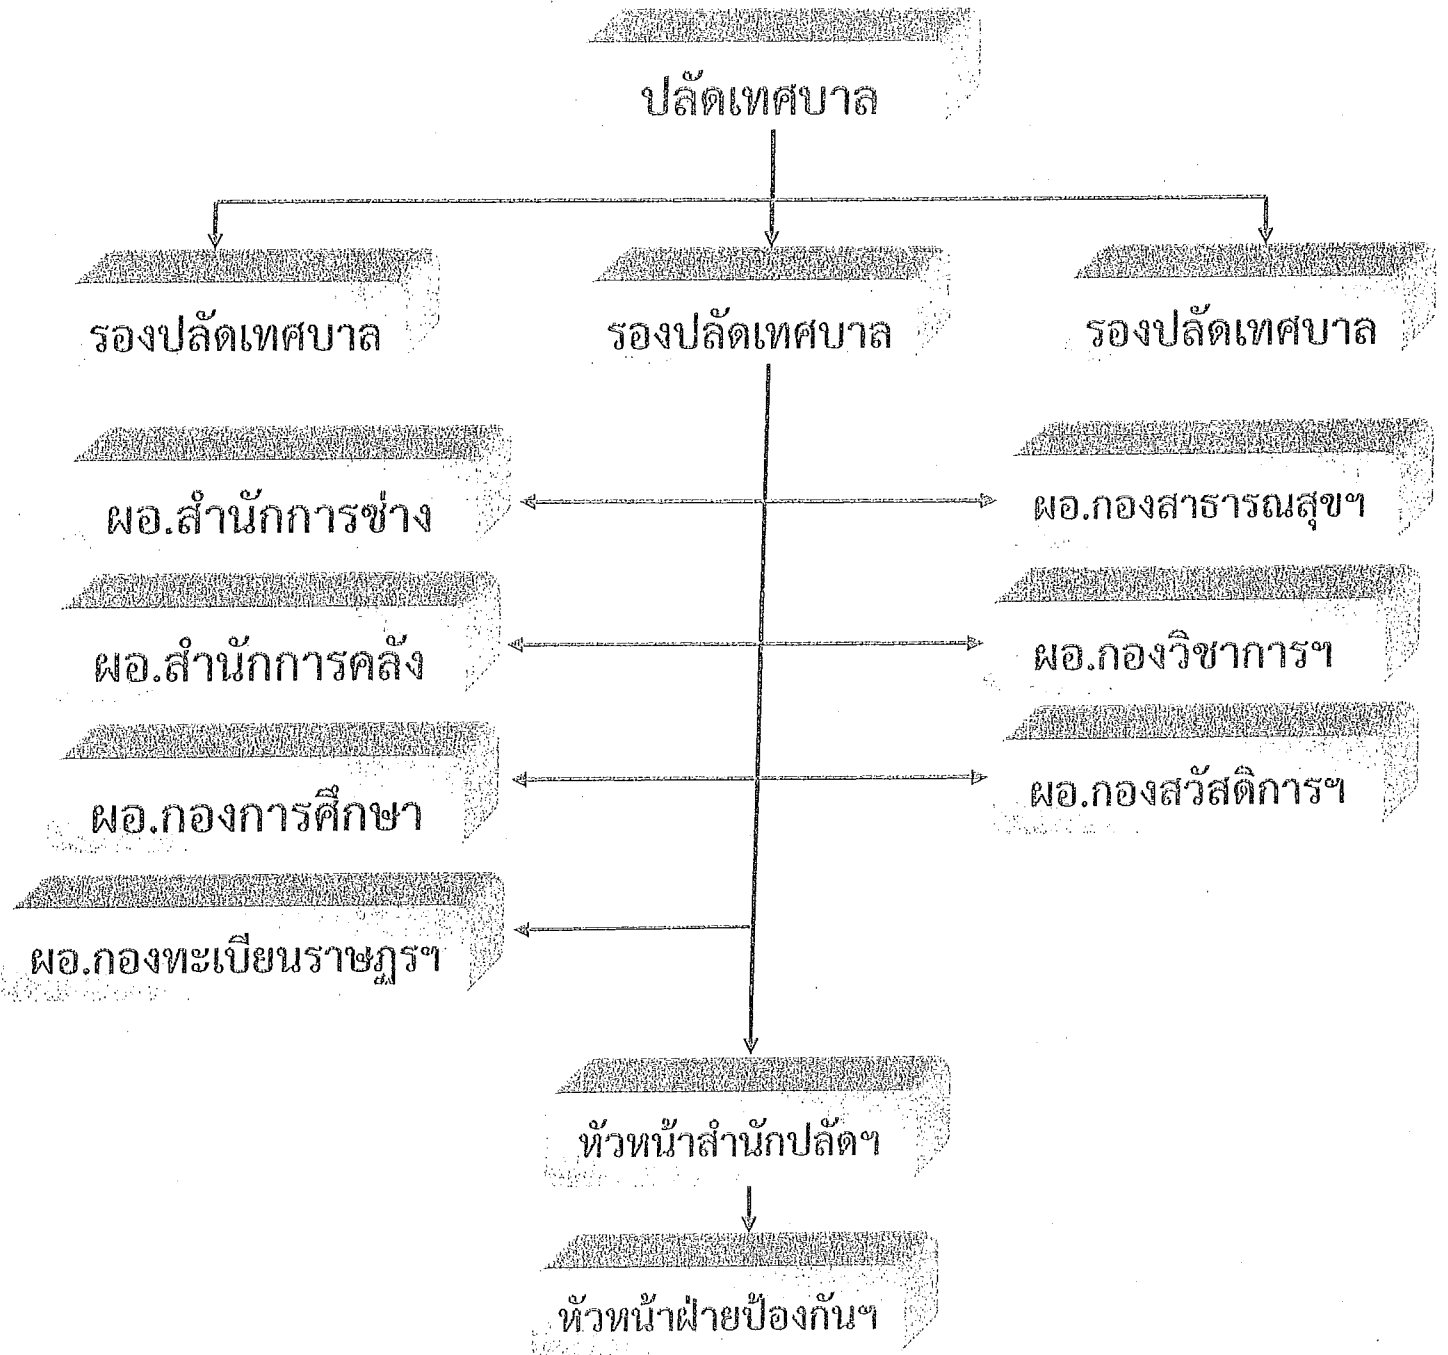 ปลัดเทศบาล
รองปลัดเทศบาล
รองปลัดเทศบาล
รองปลัดเทศบาล
ผอ.สำนักการช่าง
ผอ.กองสาธารณสุขฯ
ผอ.สำนักการคลัง
ผอ.กองวิชาการฯ
ผอ.กองการศึกษา
ผอ.กองสวัสดิการฯ
ผอ.กองทะเบียนราษฎรฯ
หัวหน้าสำนักปลัดฯ
หัวหน้าฝ่ายป้องกันฯ